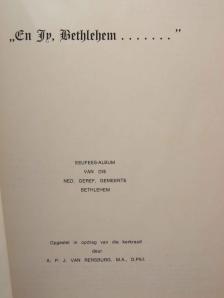 „En Jy, Bethlehem . . . . . . .”
EEUFEES-ALBUM
VAN DIE
NED. GEREF. GEMEENTE
BETHLEHEM
Opgestel in opdrag van die kerkraad
deur
A. P. J. VAN RENSBURG, M.A., D.Phil.